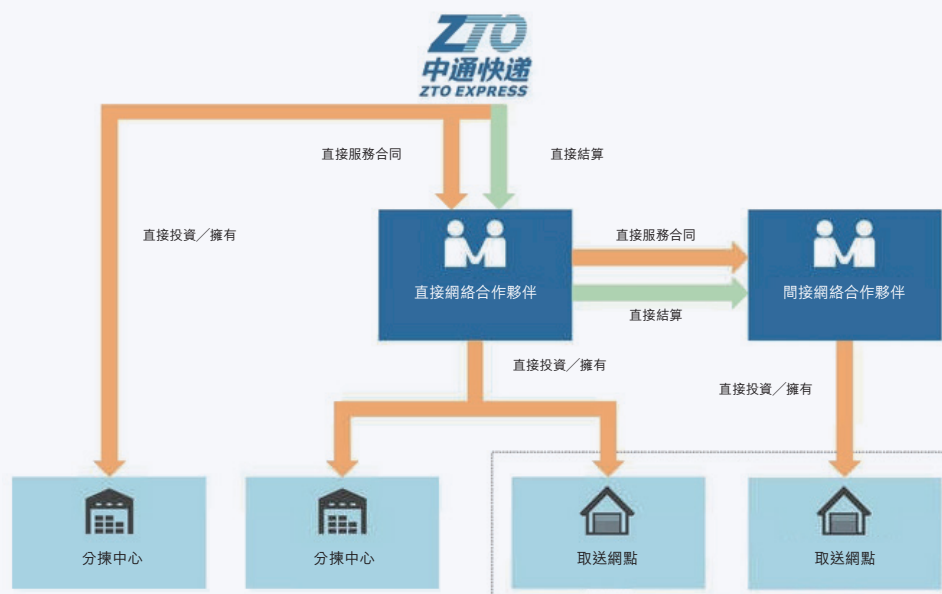 ZTO
中通快递
ZTO EXPRESS
直接服務合同
直接結算
直接投資／擁有
直接網絡合作夥伴
直接服務合同
直接結算
間接網絡合作夥伴
直接投資／擁有
直接投資／擁有
分揀中心
分揀中心
取送網點
取送網點